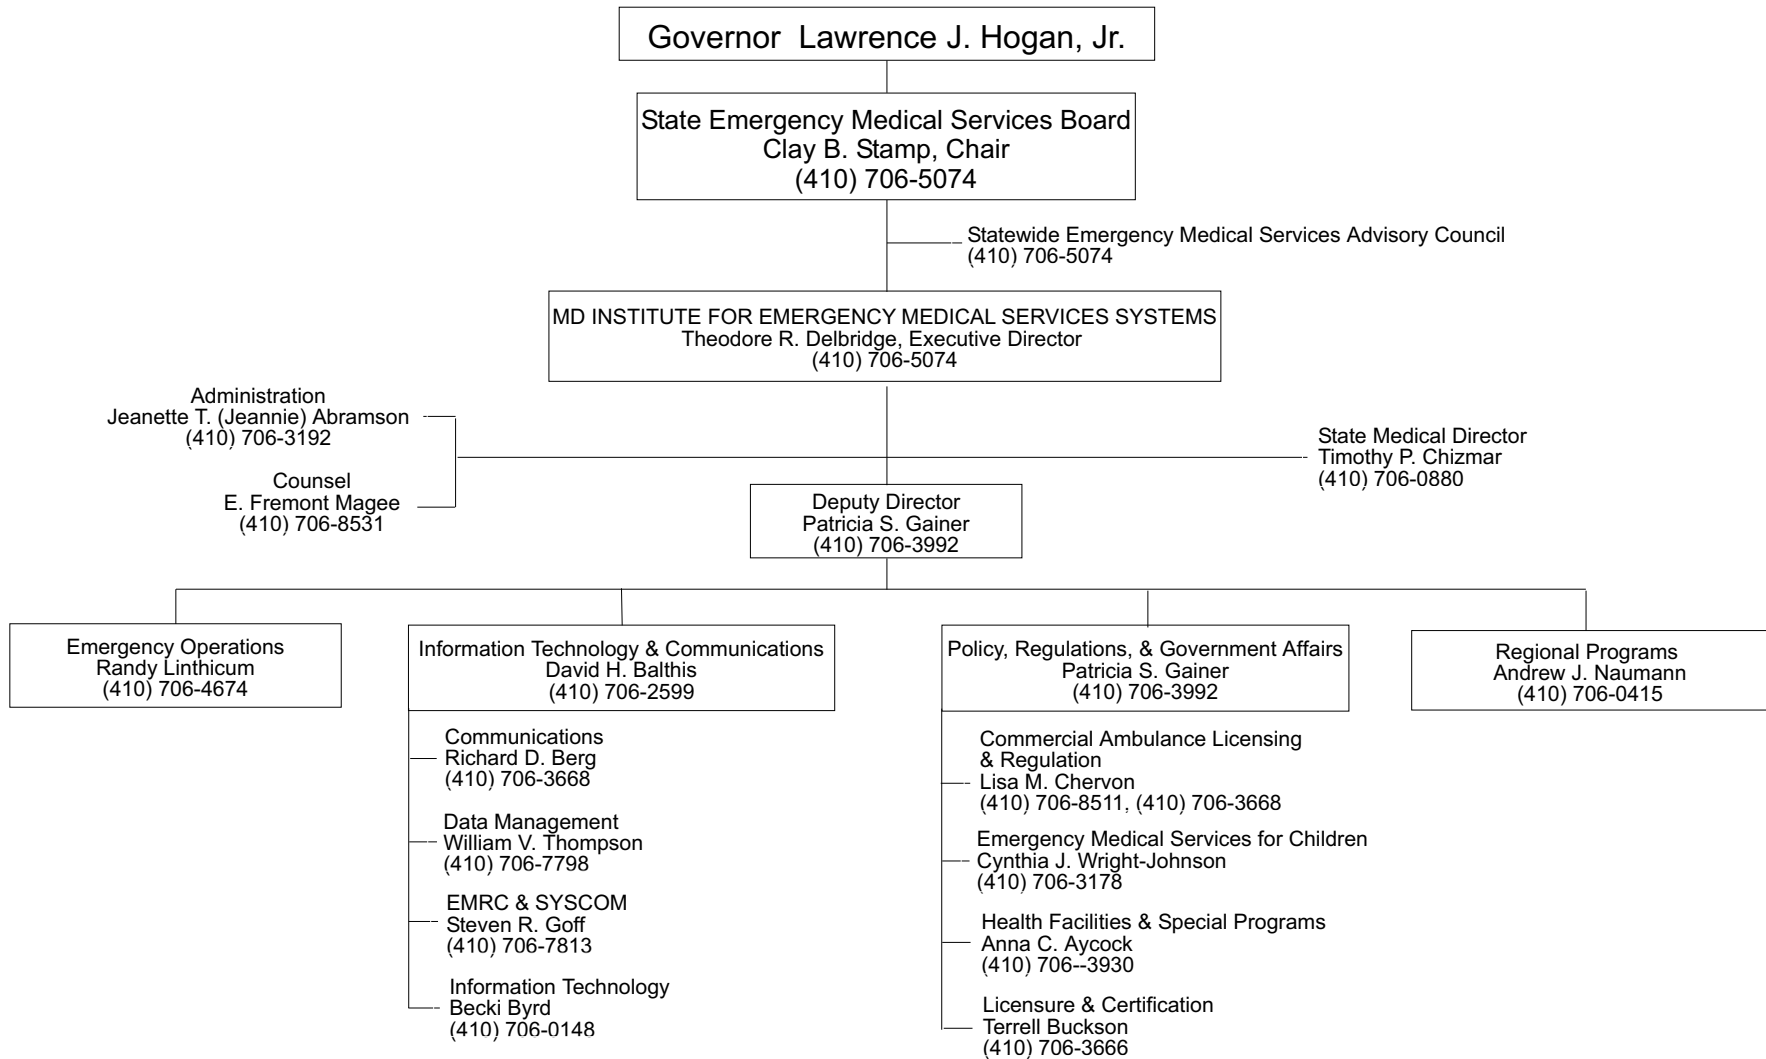 Governor Lawrence J. Hogan, Jr.
State Emergency Medical Services Board
Clay B. Stamp, Chair
(410) 706-5074
Statewide Emergency Medical Services Advisory Council
(410) 706-5074
MD INSTITUTE FOR EMERGENCY MEDICAL SERVICES SYSTEMS
Theodore R. Delbridge, Executive Director
(410) 706-5074
Administration
Jeanette T. (Jeannie) Abramson
(410) 706-3192
Counsel
E. Fremont Magee
(410) 706-8531
State Medical Director
Timothy P. Chizmar
(410) 706-0880
Deputy Director
Patricia S. Gainer
(410) 706-3992
Emergency Operations
Randy Linthicum
(410) 706-4674
Information Technology & Communications
David H. Balthis
(410) 706-2599
Communications
Richard D. Berg
(410) 706-3668
Data Management
William V. Thompson
(410) 706-7798
EMRC & SYSCOM
Steven R. Goff
(410) 706-7813
Information Technology
Becki Byrd
(410) 706-0148
Policy, Regulations, & Government Affairs
Patricia S. Gainer
(410) 706-3992
Commercial Ambulance Licensing
& Regulation
Lisa M. Chervon
(410) 706-8511, (410) 706-3668
Emergency Medical Services for Children
Cynthia J. Wright-Johnson
(410) 706-3178
Health Facilities & Special Programs
Anna C. Aycock
(410) 706--3930
Licensure & Certification
Terrell Buckson
(410) 706-3666
Regional Programs
Andrew J. Naumann
(410) 706-0415